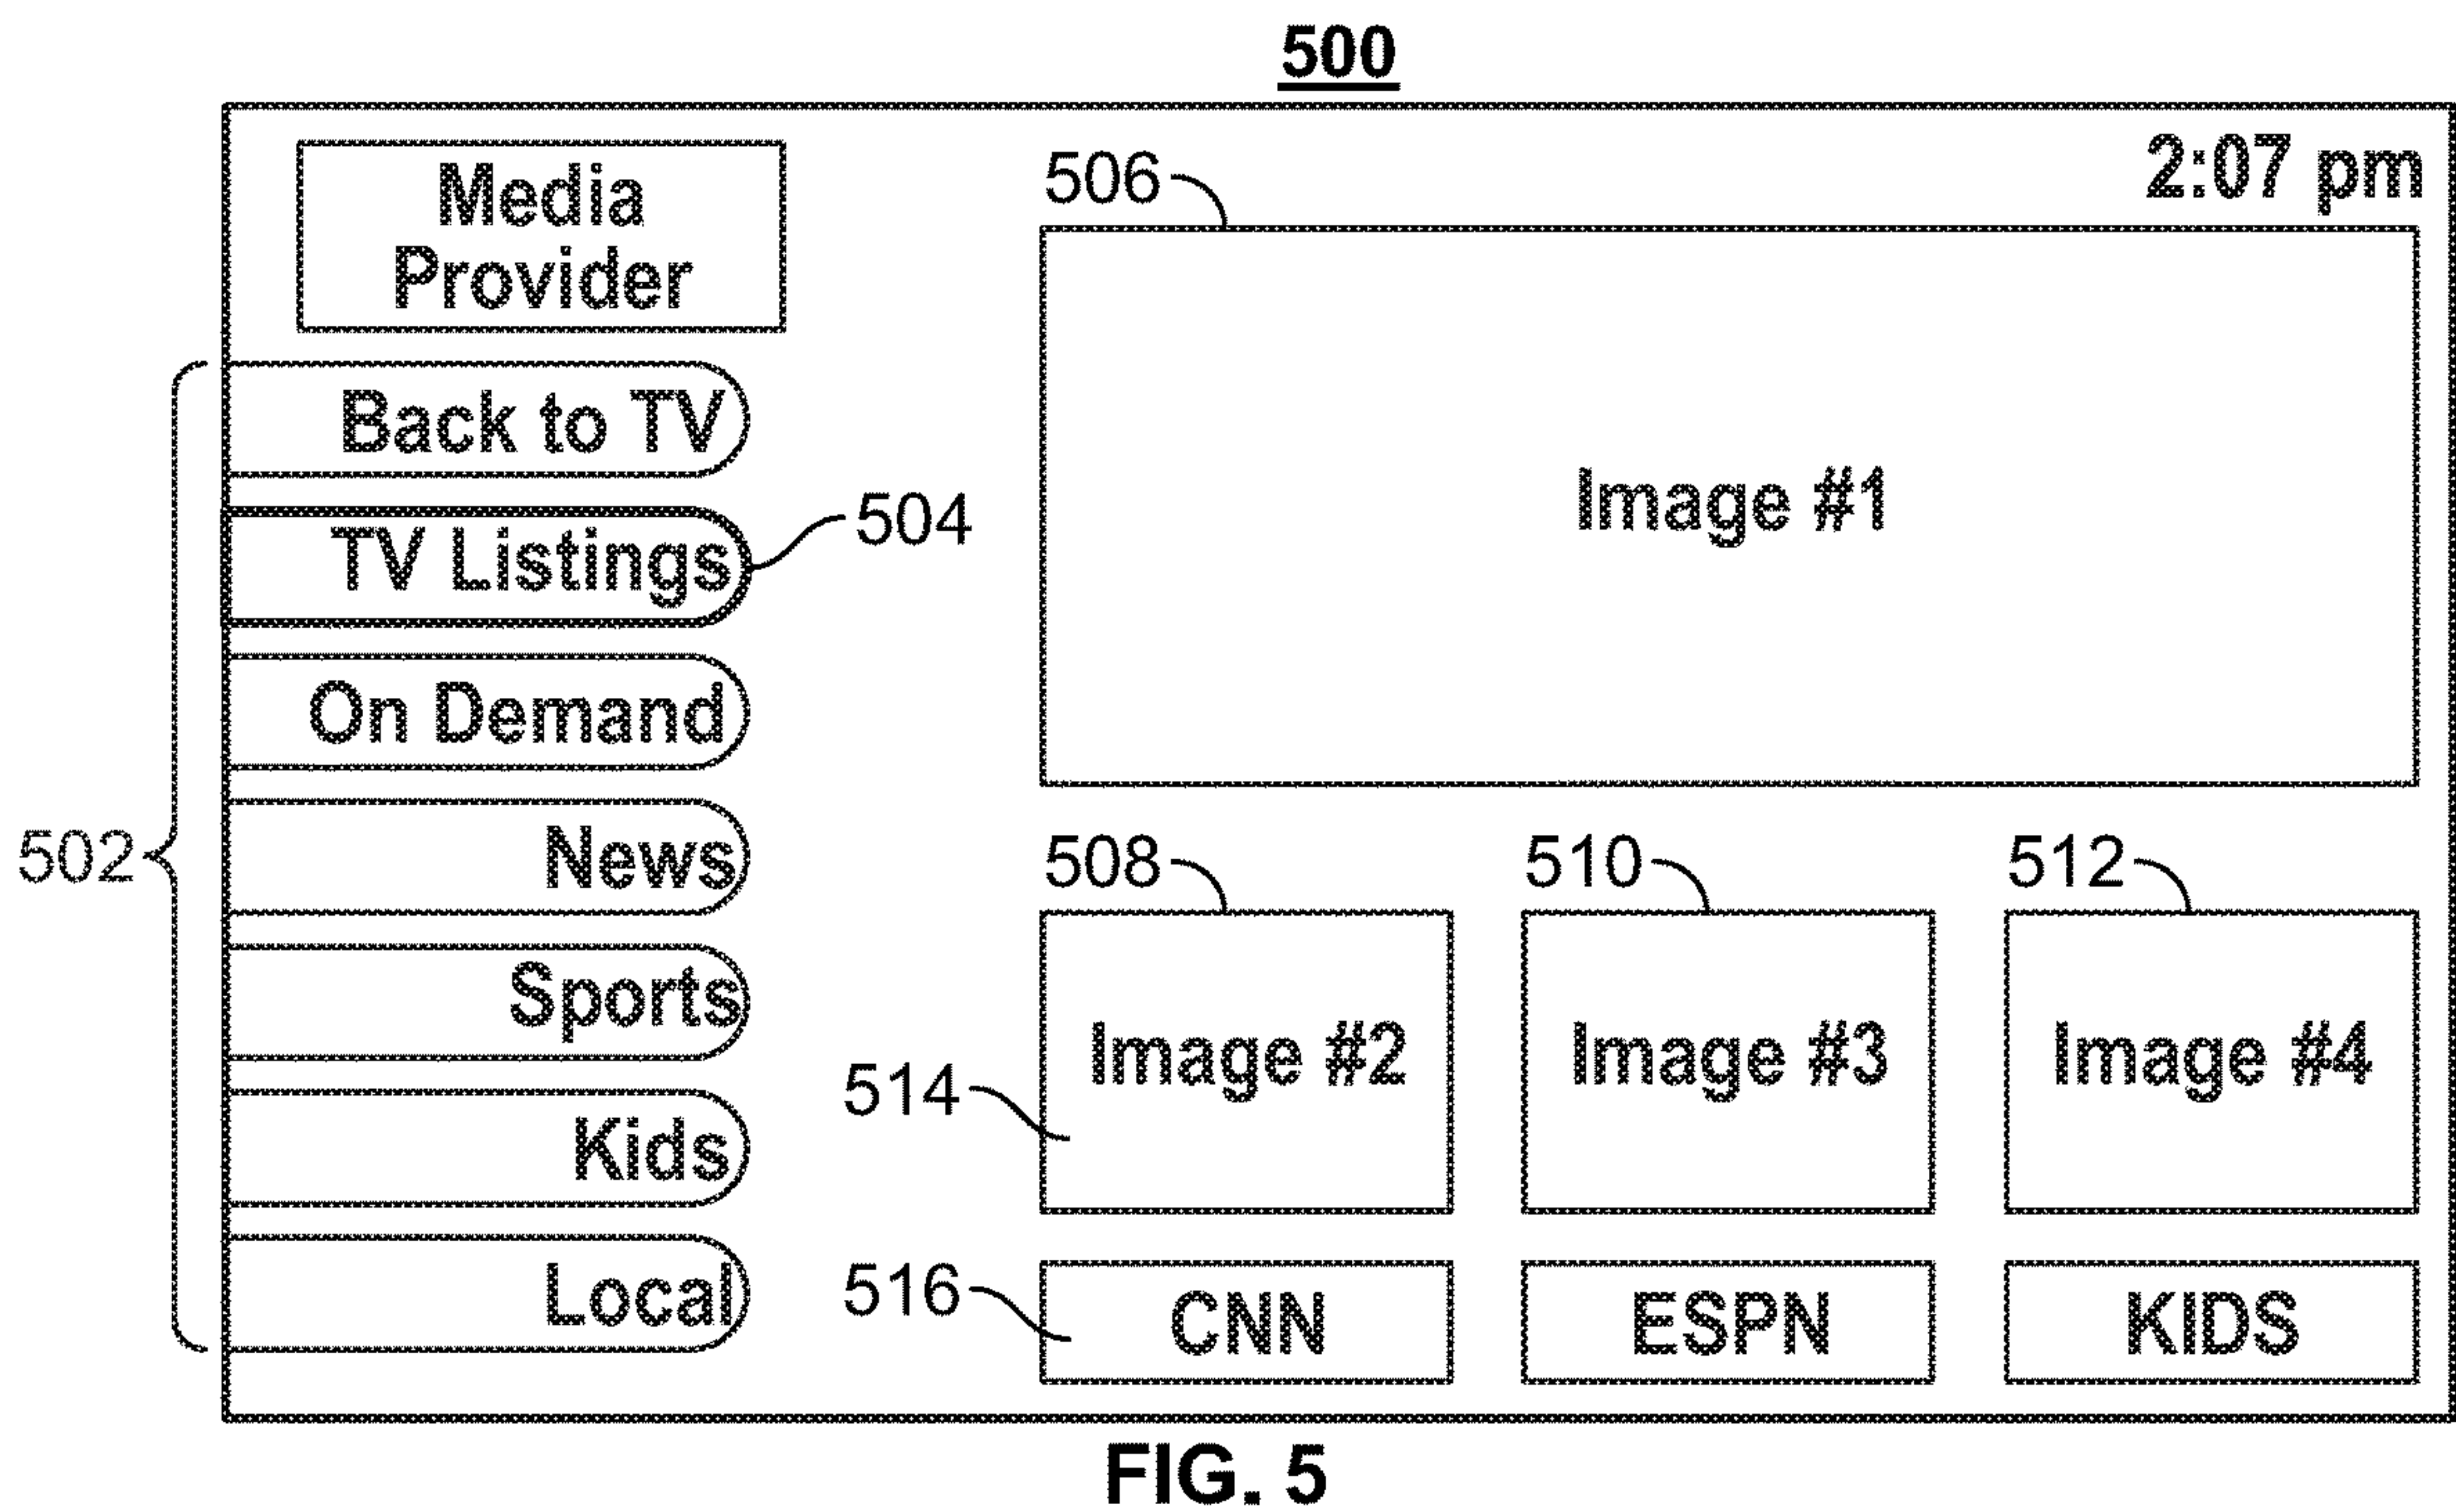 500
2:07 pm
Media
Provider
506
Image #1
Back to TV
TV Listings
504
On Demand
News
Sports
Kids
Local
502
508
510
512
Image #2
Image #3
Image #4
514
516
CNN
ESPN
KIDS
FIG. 5